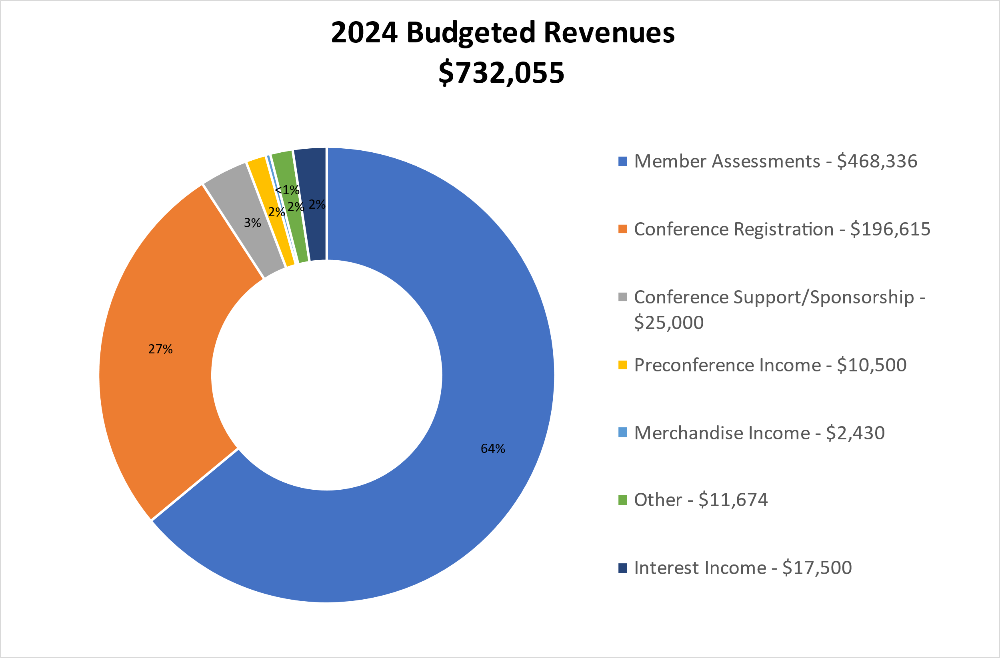 2024 Budgeted Revenues
$732,055
<1%
2%
2%
2%
3%
27%
64%
Member Assessments - $468,336
Conference Registration - $196,615
Conference Support/Sponsorship -
$25,000
Preconference Income - $10,500
Merchandise Income - $2,430
Other - $11,674
Interest Income - $17,500